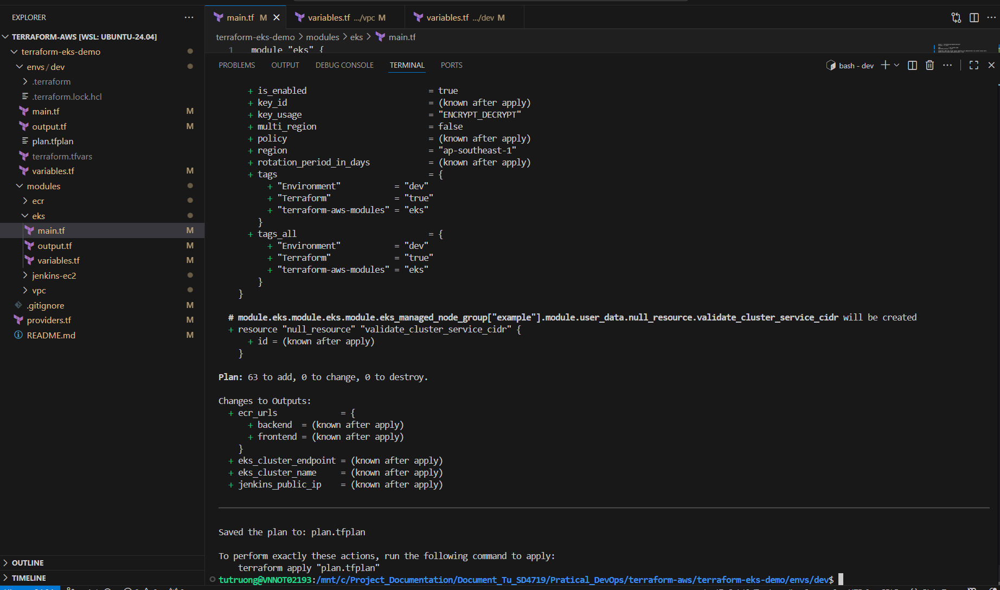 EXPLORER
TERRAFORM-AWS [WSL: UBUNTU-24.04]
terraform-eks-demo
envs / dev
.terraform
.terraform.lock.hcl
main.tf M
output.tf M
plan.tfplan
terraform.tfvars
variables.tf M
modules
ecr
eks
main.tf M
output.tf M
variables.tf M
jenkins-ec2
vpc
.gitignore M
providers.tf M
README.md M
OUTLINE
TIMELINE
main.tf M variables.tf .../vpc M variables.tf .../dev M
terraform-eks-demo > modules > eks > main.tf
1 module "eks" {
PROBLEMS OUTPUT DEBUG CONSOLE TERMINAL PORTS bash - dev
+ is_enabled = true
+ key_id = (known after apply)
+ key_usage = "ENCRYPT_DECRYPT"
+ multi_region = false
+ policy = (known after apply)
+ region = "ap-southeast-1"
+ rotation_period_in_days = (known after apply)
+ tags = {
+ "Environment" = "dev"
+ "Terraform" = "true"
+ "terraform-aws-modules" = "eks"
}
+ tags_all = {
+ "Environment" = "dev"
+ "Terraform" = "true"
+ "terraform-aws-modules" = "eks"
}
}
# module.eks.module.eks.module.eks_managed_node_group["example"].module.user_data.null_resource.validate_cluster_service_cidr will be created
+ resource "null_resource" "validate_cluster_service_cidr" {
+ id = (known after apply)
}
Plan: 63 to add, 0 to change, 0 to destroy.
Changes to Outputs:
+ ecr_urls = {
+ backend = (known after apply)
+ frontend = (known after apply)
}
+ eks_cluster_endpoint = (known after apply)
+ eks_cluster_name = (known after apply)
+ jenkins_public_ip = (known after apply)
Saved the plan to: plan.tfplan
To perform exactly these actions, run the following command to apply:
terraform apply "plan.tfplan"
tutruong@VNNOT02193:/mnt/c/Project_Documentation/Document_Tu_SD4719/Pratical_DevOps/terraform-aws/terraform-eks-demo/envs/dev$